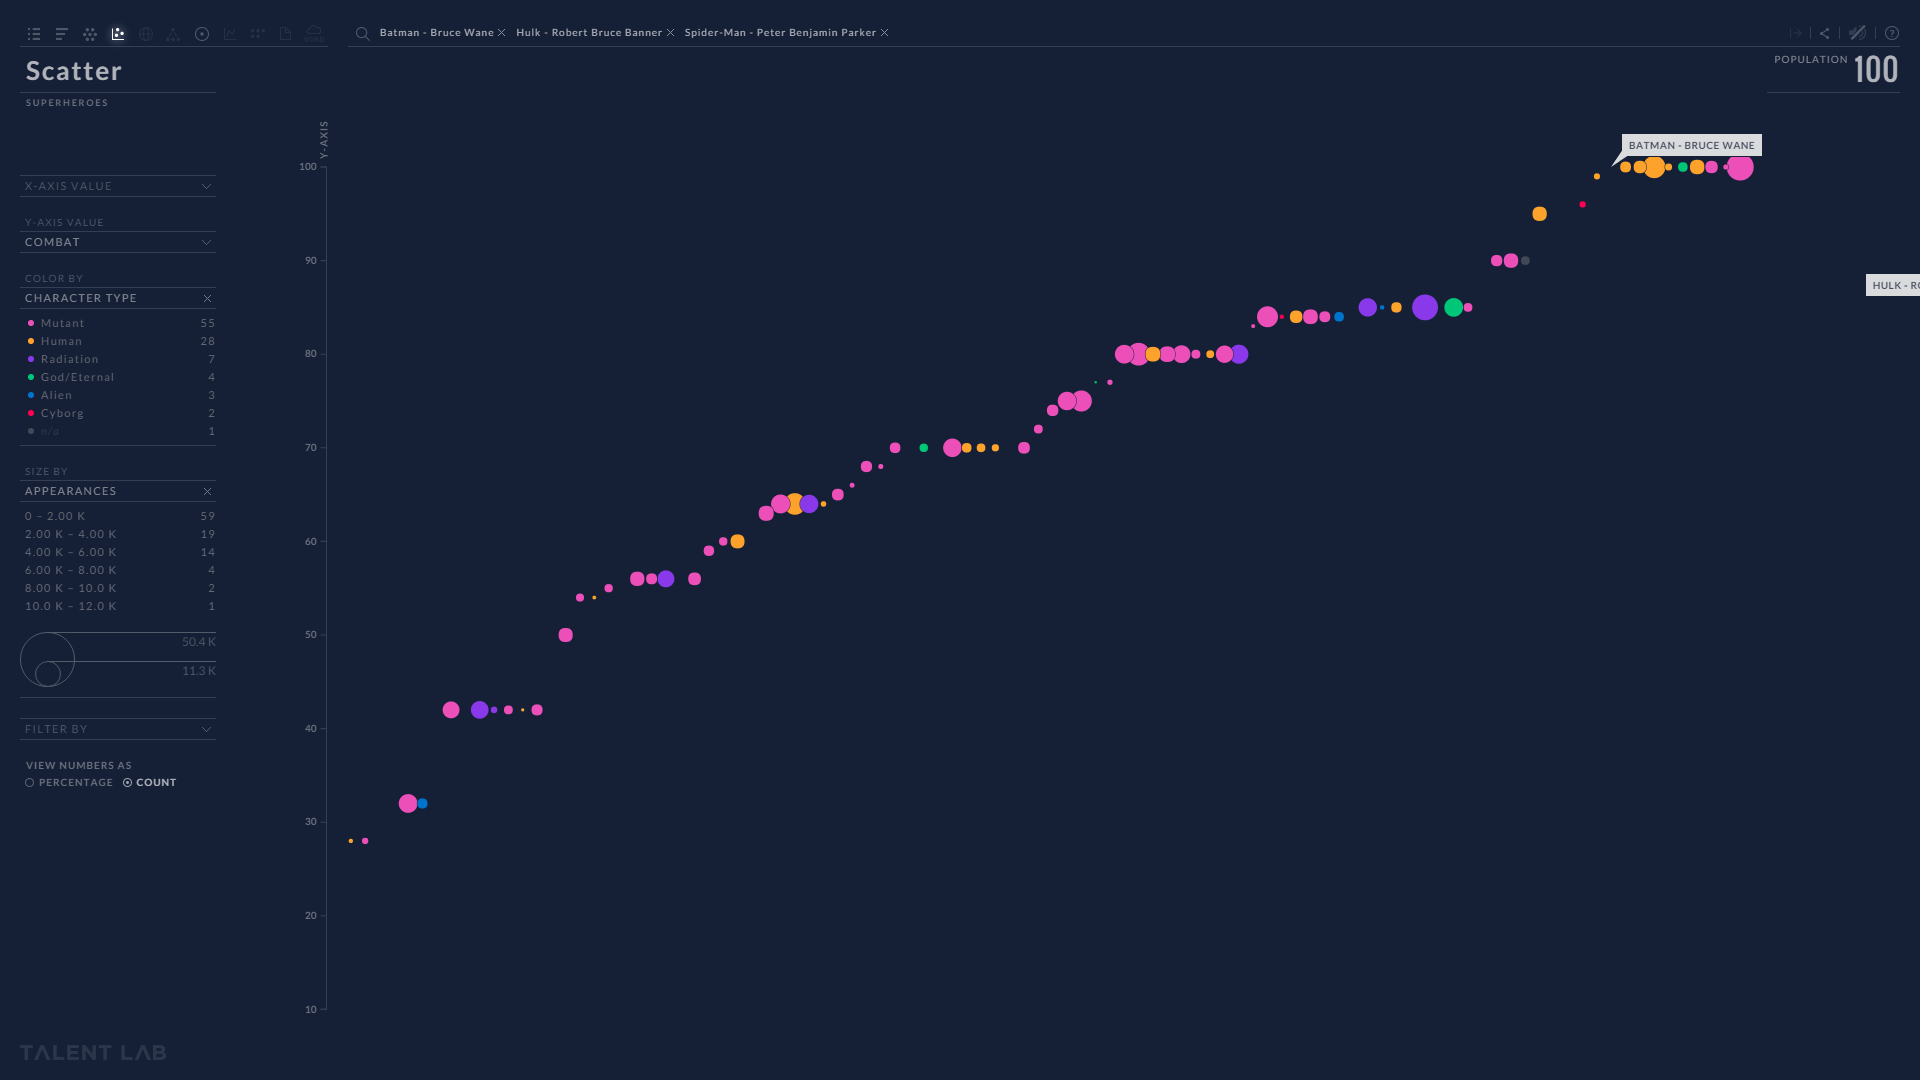 Batman - Bruce Wane
Hulk - Robert Bruce Banner
Spider-Man - Peter Benjamin Parker
Scatter
SUPERHEROES
POPULATION 100
X-AXIS VALUE
Y-AXIS VALUE
COMBAT
COLOR BY
CHARACTER TYPE
Mutant 55
Human 28
Radiation 7
God/Eternal 4
Alien 3
Cyborg 2
n/a 1
SIZE BY
APPEARANCES
0 – 2.00 K 59
2.00 K – 4.00 K 19
4.00 K – 6.00 K 14
6.00 K – 8.00 K 4
8.00 K – 10.0 K 2
10.0 K – 12.0 K 1
50.4 K
11.3 K
FILTER BY
VIEW NUMBERS AS
PERCENTAGE COUNT
TALENT LAB
Y-AXIS
100
90
80
70
60
50
40
30
20
10
BATMAN - BRUCE WANE
HULK -